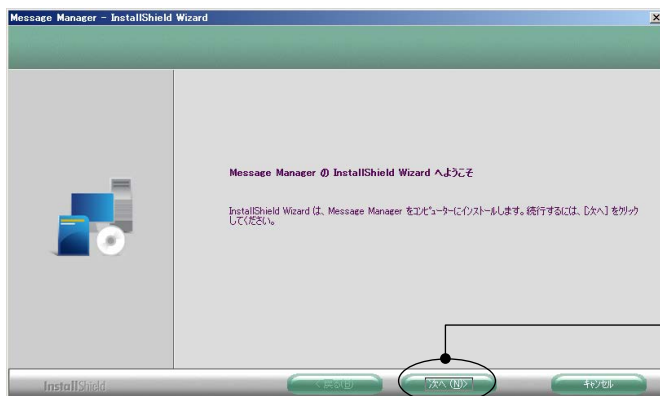 Message Manager - InstallShield Wizard
Message Manager の InstallShield Wizard へようこそ
InstallShield Wizard は、Message Manager をコンピューターにインストールします。続行するには、[次へ] をクリック
してください。
InstallShield
< 戻る(B)
次へ (N)>
キャンセル